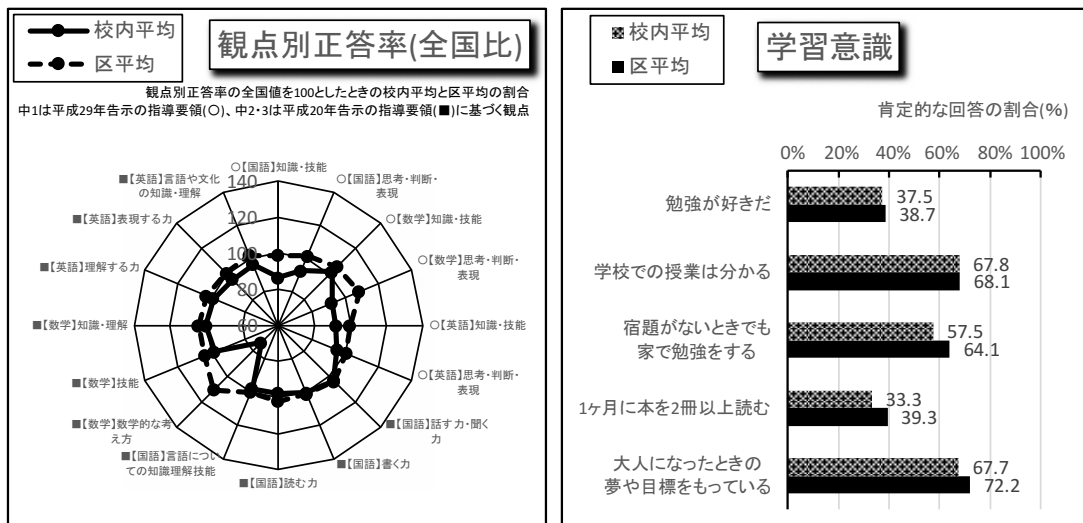 校内平均
区平均
観点別正答率(全国比)
観点別正答率の全国値を100としたときの校内平均と区平均の割合
中1は平成29年告示の指導要領(○)、中2・3は平成20年告示の指導要領(■)に基づく観点
○【国語】知識・技能
○【国語】思考・判断・
表現
○【数学】知識・技能
○【数学】思考・判断・
表現
○【英語】知識・技能
○【英語】思考・判断・
表現
■【国語】話す力・聞く
力
■【国語】書く力
■【国語】読む力
■【国語】言語につい
ての知識理解技能
■【数学】数学的な考
え方
■【数学】技能
■【数学】知識・理解
■【英語】理解する力
■【英語】表現する力
■【英語】言語や文化
の知識・理解
140
120
100
80
60
校内平均
区平均
学習意識
肯定的な回答の割合(%)
0% 20% 40% 60% 80% 100%
勉強が好きだ
37.5
38.7
学校での授業は分かる
67.8
68.1
宿題がないときでも
家で勉強をする
57.5
64.1
1ヶ月に本を2冊以上読む
33.3
39.3
大人になったときの
夢や目標をもっている
67.7
72.2